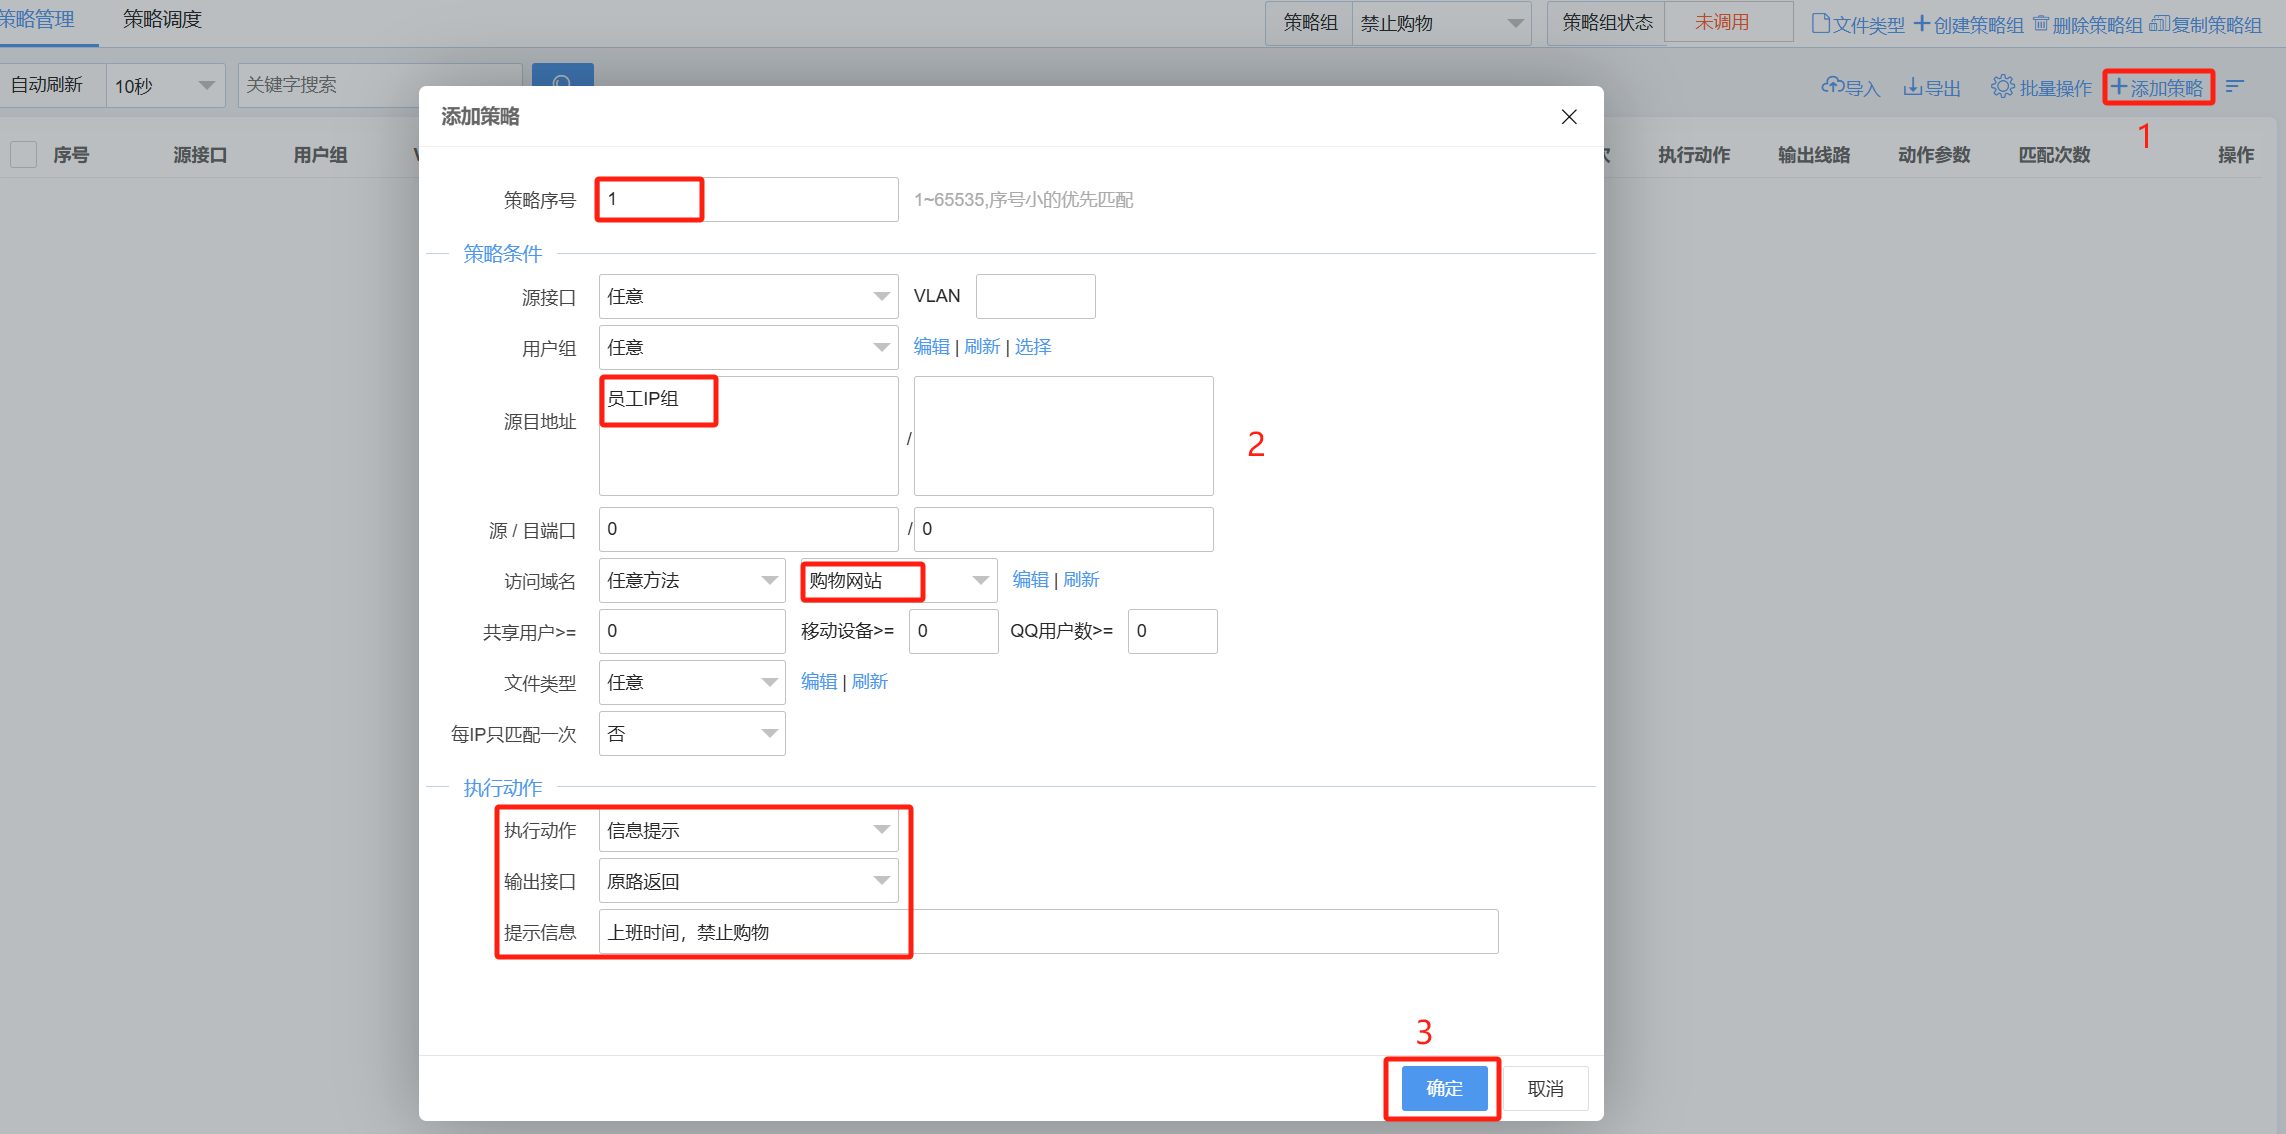 策略管理 策略调度 策略组 禁止购物 策略组状态 未调用 文件类型 创建策略组 删除策略组 复制策略组
自动刷新 10秒 关键字搜索 导入 导出 批量操作 添加策略
1
序号 源接口 用户组 执行动作 输出线路 动作参数 匹配次数 操作
添加策略
策略序号 1 1~65535,序号小的优先匹配
策略条件
源接口 任意 VLAN
用户组 任意 编辑 | 刷新 | 选择
源目地址 员工IP组 /
2
源 / 目端口 0 / 0
访问域名 任意方法 购物网站 编辑 | 刷新
共享用户>= 0 移动设备>= 0 QQ用户数>= 0
文件类型 任意 编辑 | 刷新
每IP只匹配一次 否
执行动作
执行动作 信息提示
输出接口 原路返回
提示信息 上班时间，禁止购物
3
确定 取消